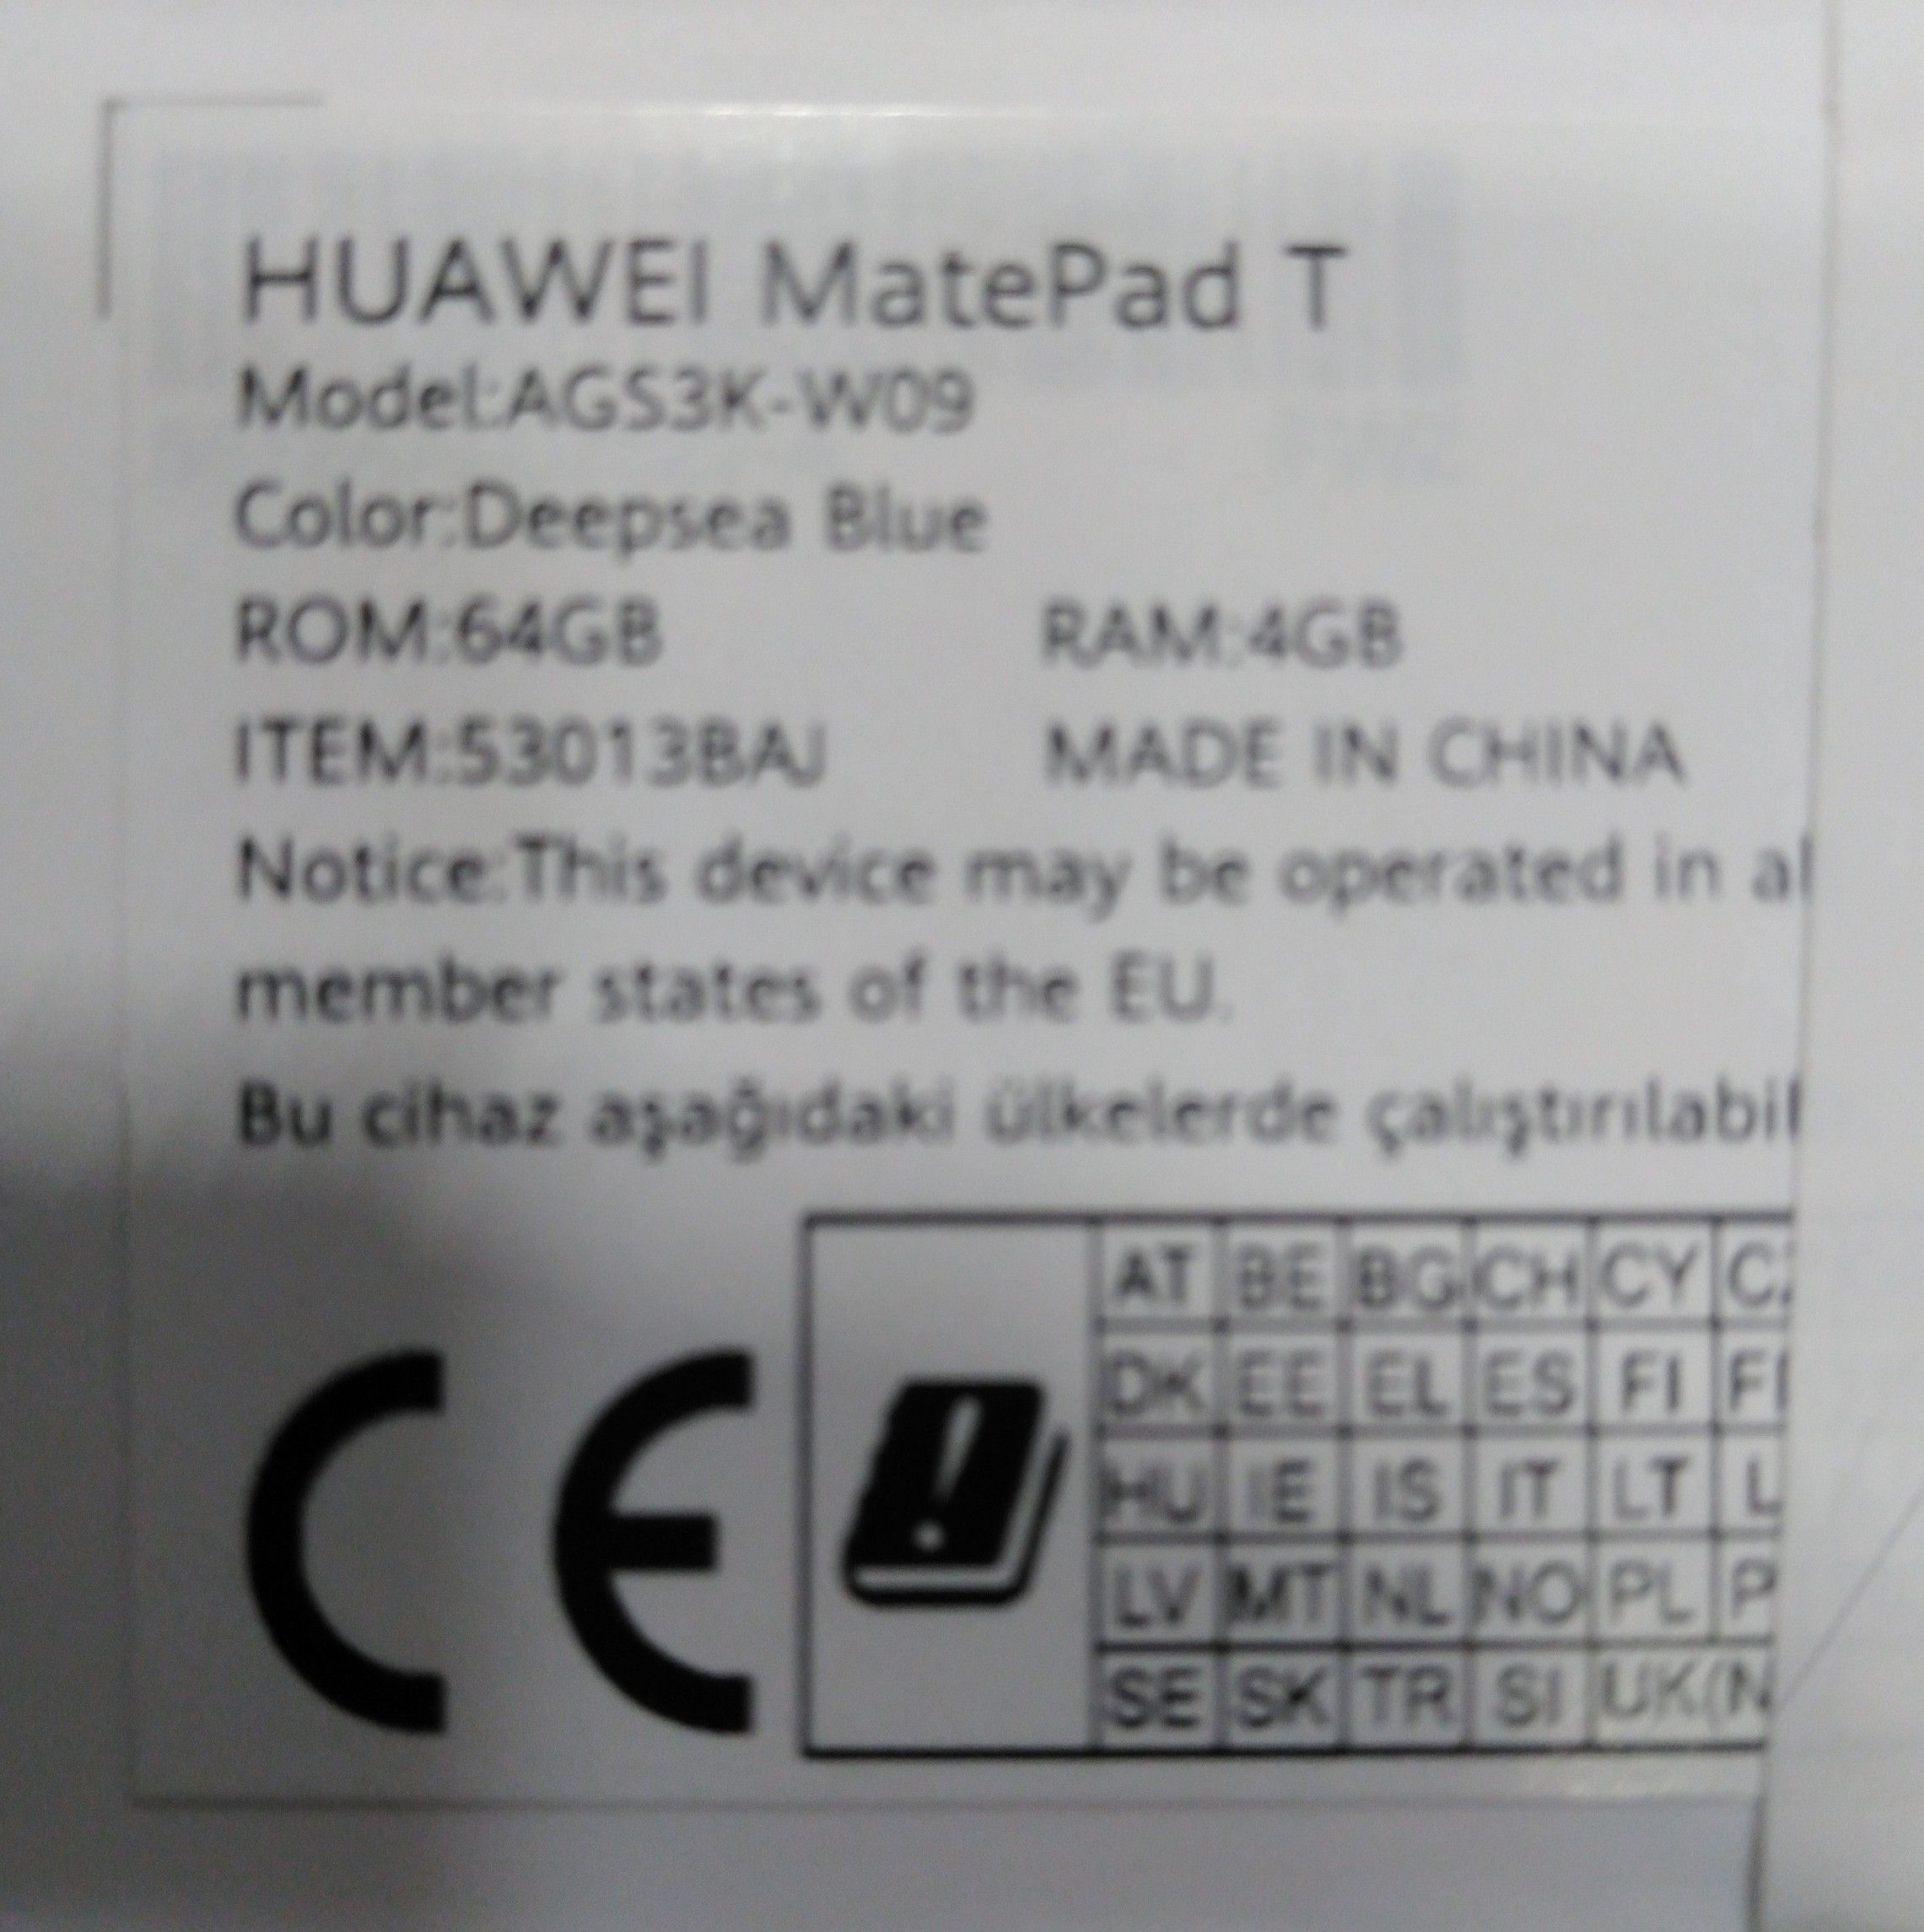 HUAWEI MatePad T
Model:AGS3K-W09
Color:Deepsea Blue
ROM:64GB RAM:4GB
ITEM:53013BAJ MADE IN CHINA
Notice:This device may be operated in al
member states of the EU.
Bu cihaz aşağıdaki ülkelerde çalıştırılabil
CE
AT BE BG CH CY
DK EE EL ES FI
HU IE IS IT LT
LV MT NL NO PL
SE SK TR SI UK(N